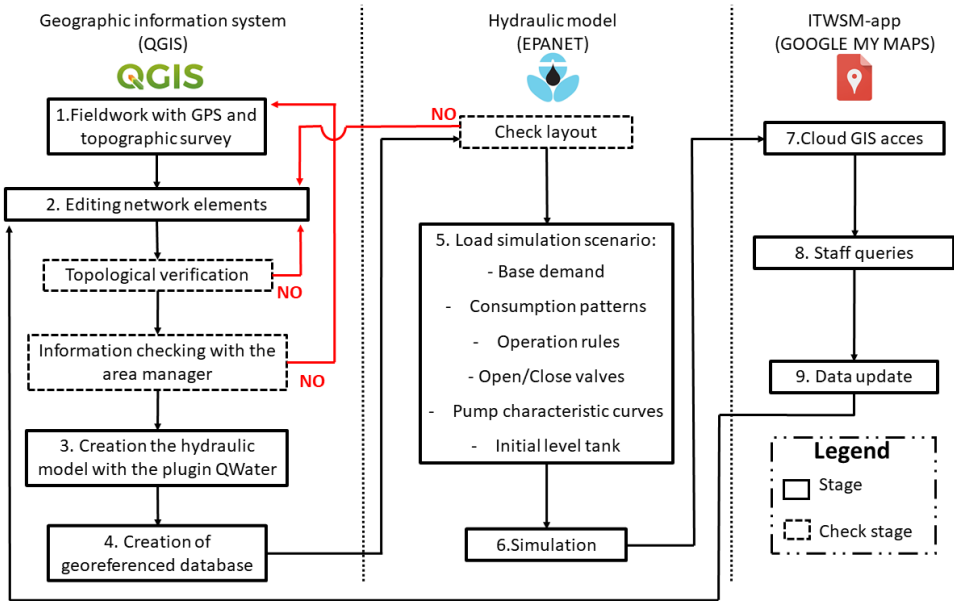 Geographic information system
(QGIS)
QGIS
1.Fieldwork with GPS and
topographic survey
2. Editing network elements
Topological verification
NO
Information checking with the
area manager
NO
3. Creation the hydraulic
model with the plugin QWater
4. Creation of
georeferenced database
Hydraulic model
(EPANET)
NO
Check layout
5. Load simulation scenario:
- Base demand
- Consumption patterns
- Operation rules
- Open/Close valves
- Pump characteristic curves
- Initial level tank
6.Simulation
ITWSM-app
(GOOGLE MY MAPS)
7.Cloud GIS acces
8. Staff queries
9. Data update
Legend
Stage
Check stage